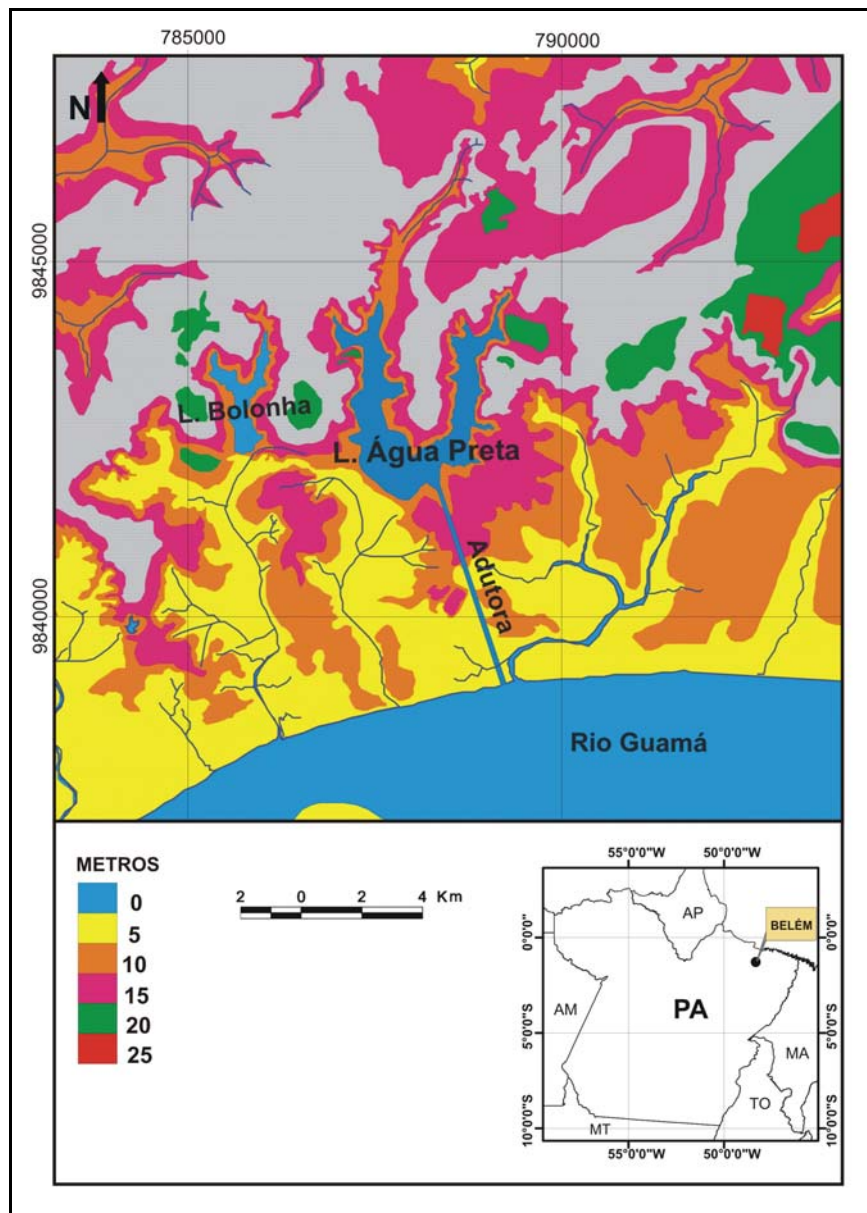 785000
790000
N
9845000
L. Bolonha
L. Água Preta
Adutora
9840000
Rio Guamá
METROS
0
5
10
15
20
25
2 0 2 4 Km
55°0'0"W 50°0'0"W
0°0'0"
5°0'0"S
10°0'0"S
AP
BELÉM
AM
PA
MA
TO
MT
0°0'0"
5°0'0"S
10°0'0"S
55°0'0"W 50°0'0"W